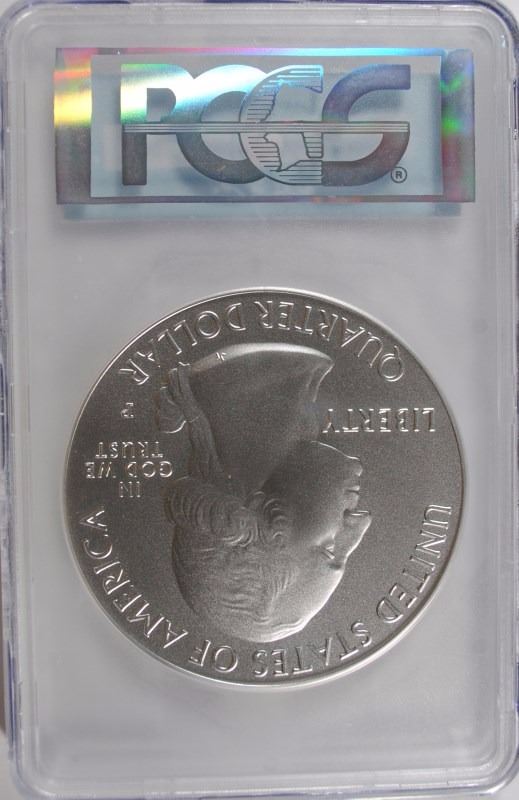 PCGS®
UNITED STATES OF AMERICA
LIBERTY
IN
GOD WE
TRUST
P
QUARTER DOLLAR